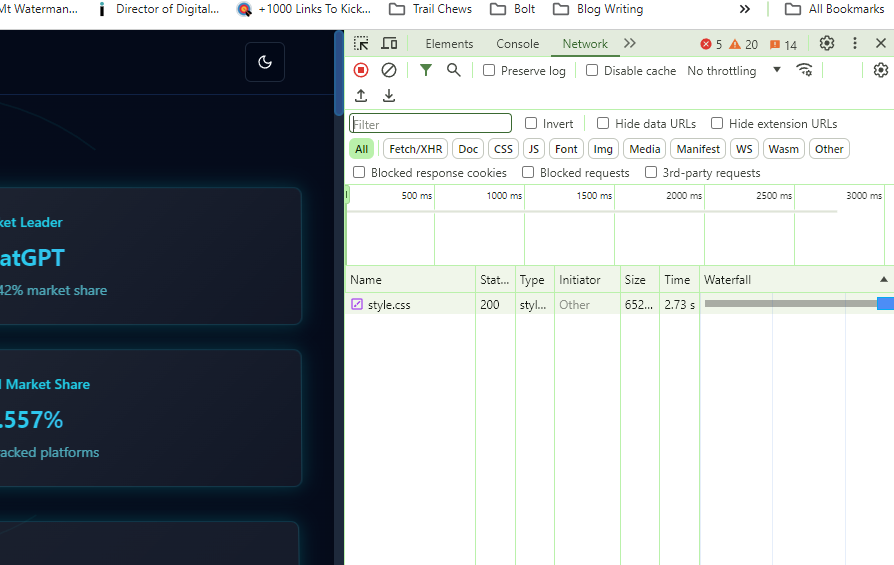 Mt Waterman... Director of Digital... +1000 Links To Kick... Trail Chews Bolt Blog Writing » All Bookmarks
Elements Console Network 5 20 14
Preserve log Disable cache No throttling
Filter Invert Hide data URLs Hide extension URLs
All Fetch/XHR Doc CSS JS Font Img Media Manifest WS Wasm Other
Blocked response cookies Blocked requests 3rd-party requests
500 ms 1000 ms 1500 ms 2000 ms 2500 ms 3000 ms
Name Stat... Type Initiator Size Time Waterfall
style.css 200 styl... Other 652... 2.73 s
ket Leader
atGPT
42% market share
l Market Share
.557%
acked platforms